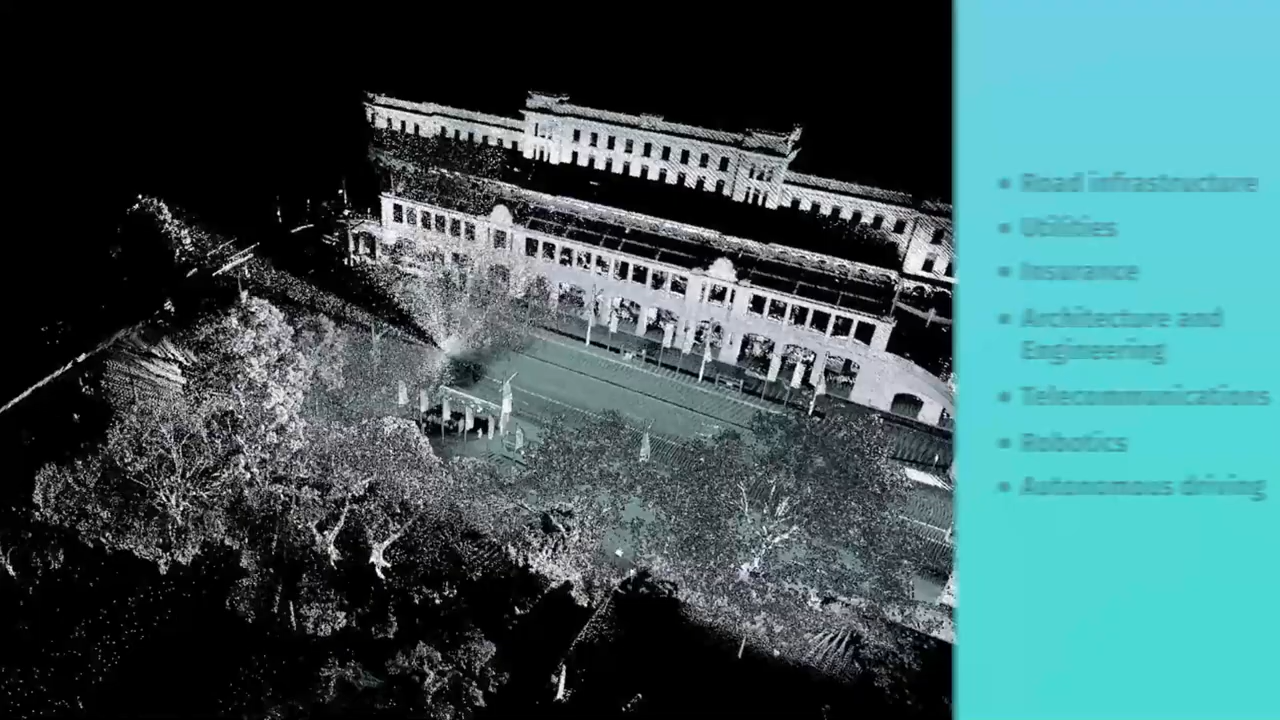 • Road infrastructure
• Utilities
• Insurance
• Architecture and
Engineering
• Telecommunications
• Robotics
• Autonomous driving